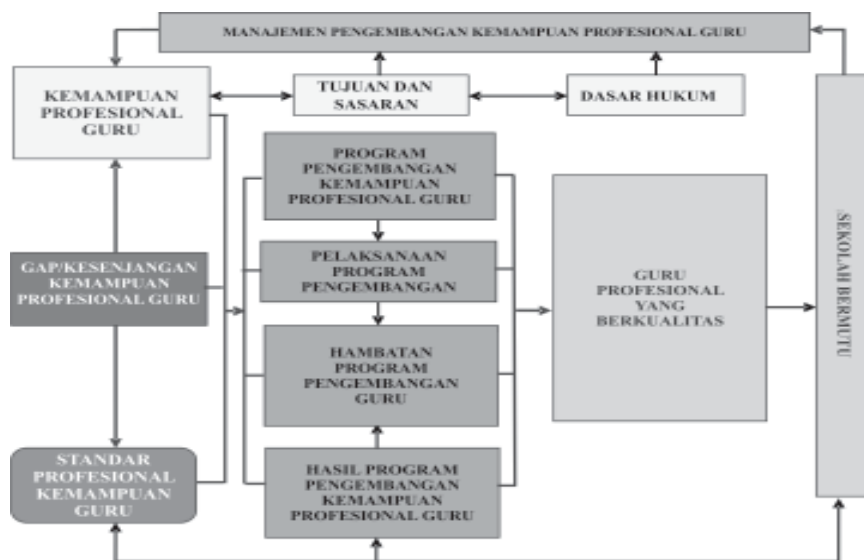 MANAJEMEN PENGEMBANGAN KEMAMPUAN PROFESIONAL GURU
KEMAMPUAN
PROFESIONAL
GURU
TUJUAN DAN
SASARAN
DASAR HUKUM
PROGRAM
PENGEMBANGAN
KEMAMPUAN
PROFESIONAL GURU
GAP/KESENJANGAN
KEMAMPUAN
PROFESIONAL GURU
PELAKSANAAN
PROGRAM
PENGEMBANGAN
HAMBATAN
PROGRAM
PENGEMBANGAN
GURU
STANDAR
PROFESIONAL
KEMAMPUAN
GURU
HASIL PROGRAM
PENGEMBANGAN
KEMAMPUAN
PROFESIONAL GURU
GURU
PROFESIONAL
YANG
BERKUALITAS
SEKOLAH BERMUTU